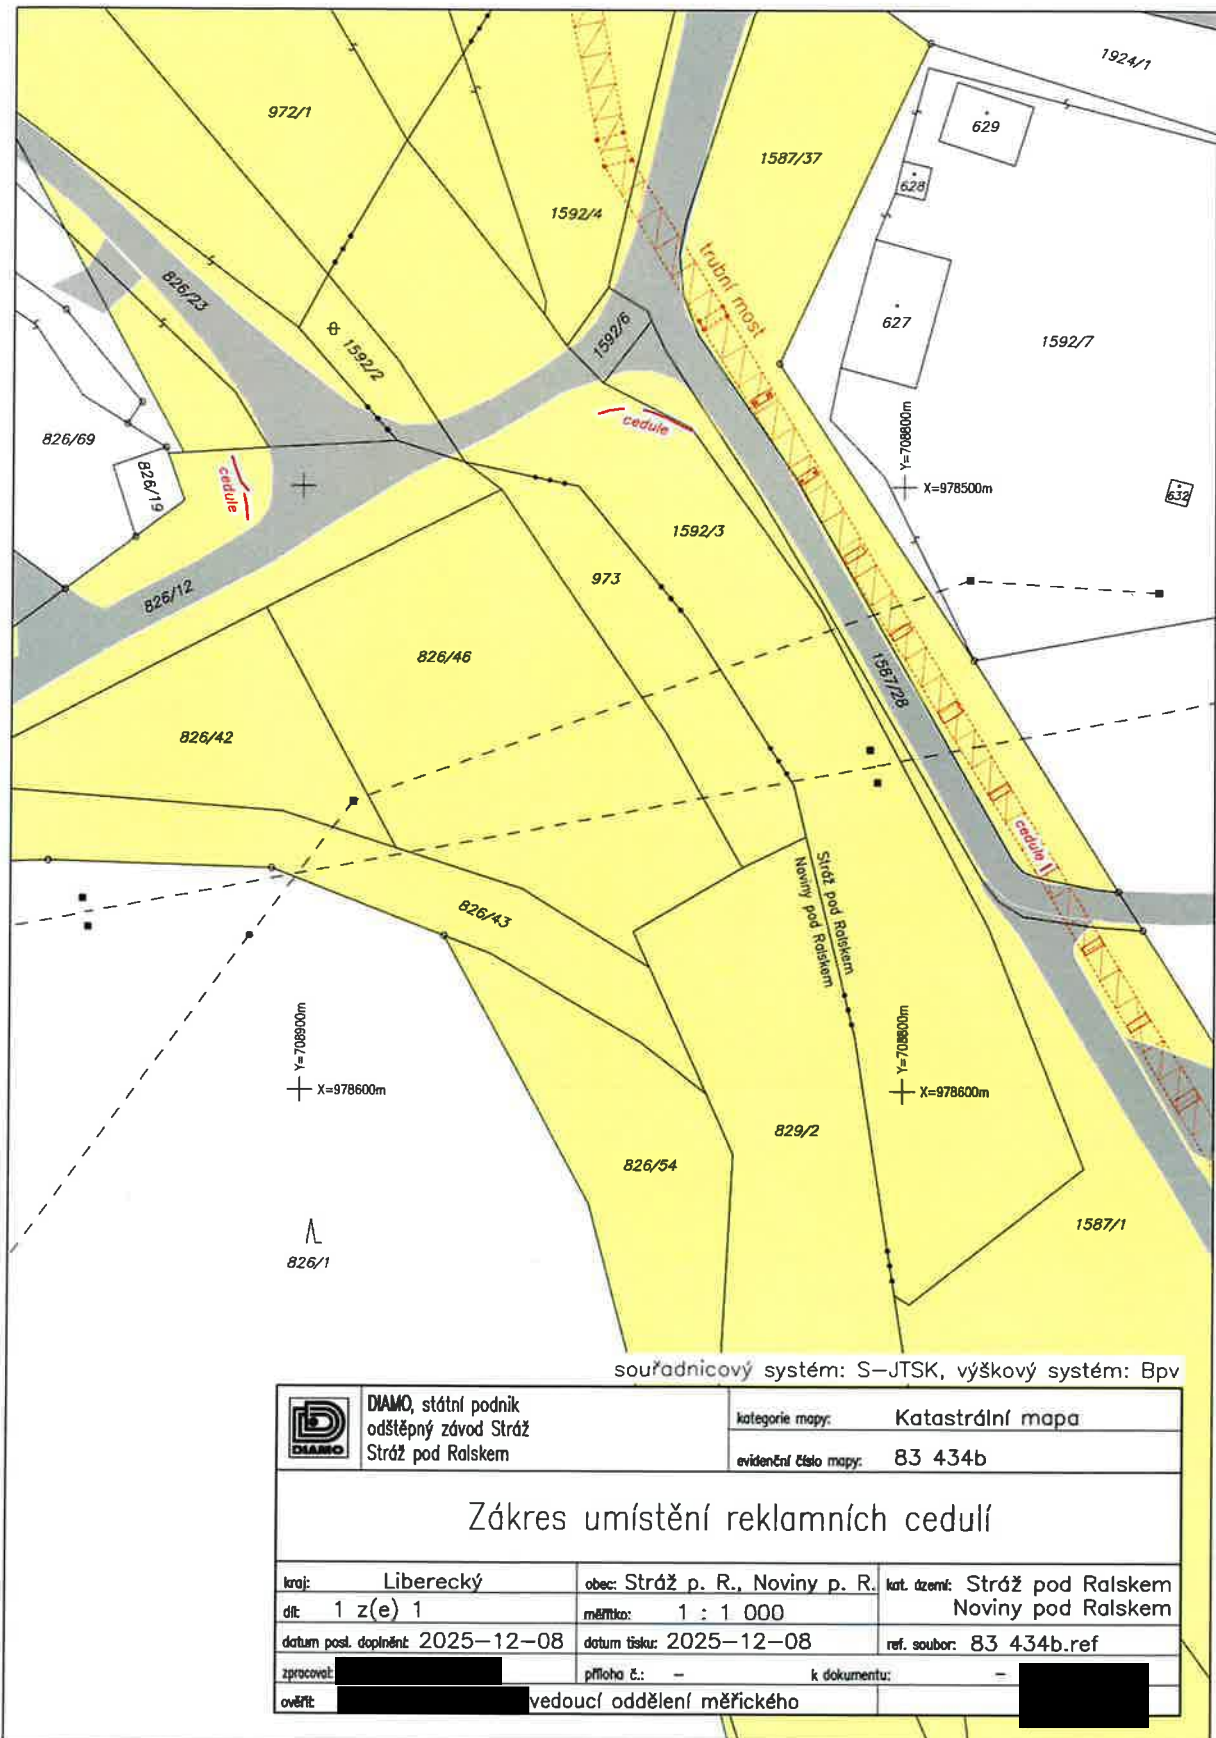 1924/1
972/1
629
1587/37
628
1592/4
trubní most
826/23
627
1592/6
1592/7
1592/2
cedule
826/69
Y=708800m
826/19
cedule
X=978500m
632
1592/3
973
826/12
826/46
1587/28
826/42
cedule
Stráž pod Ralskem
Noviny pod Ralskem
826/43
Y=708900m
X=978600m
Y=708800m
X=978600m
829/2
826/54
1587/1
826/1
souřadnicový systém: S-JTSK, výškový systém: Bpv
DIAMO
DIAMO, státní podnik
odštěpný závod Stráž
Stráž pod Ralskem
kategorie mapy: Katastrální mapa
evidenční číslo mapy: 83 434b
Zákres umístění reklamních cedulí
kraj: Liberecký
obec: Stráž p. R., Noviny p. R.
kat. území: Stráž pod Ralskem
Noviny pod Ralskem
díl: 1 z(e) 1
měřítko: 1 : 1 000
datum posl. doplnění: 2025-12-08
datum tisku: 2025-12-08
ref. soubor: 83 434b.ref
zpracoval:
příloha č.: -
k dokumentu: -
ověřil:
vedoucí oddělení měřického